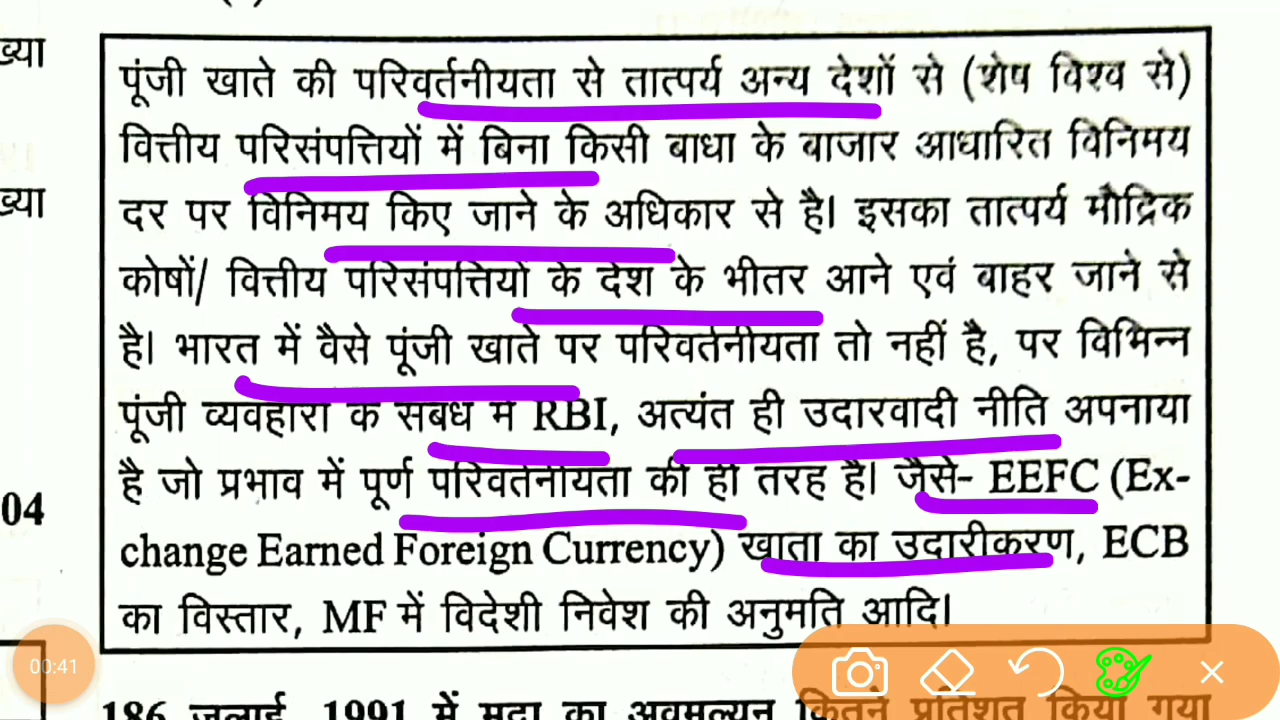 ख्या
पूंजी खाते की परिवर्तनीयता से तात्पर्य अन्य देशों से (शेष विश्व से)
वित्तीय परिसंपत्तियों में बिना किसी बाधा के बाजार आधारित विनिमय
ख्या
दर पर विनिमय किए जाने के अधिकार से है। इसका तात्पर्य मौद्रिक
कोषों/ वित्तीय परिसंपत्तियों के देश के भीतर आने एवं बाहर जाने से
है। भारत में वैसे पूंजी खाते पर परिवर्तनीयता तो नहीं है, पर विभिन्न
पूंजी व्यवहारों के संबंध में RBI, अत्यंत ही उदारवादी नीति अपनाया
है जो प्रभाव में पूर्ण परिवर्तनीयता की ही तरह है। जैसे- EEFC (Ex-
04
change Earned Foreign Currency) खाता का उदारीकरण, ECB
का विस्तार, MF में विदेशी निवेश की अनुमति आदि।
00:41
186 जुलाई, 1991 में मुद्रा का अवमूल्यन कितने प्रतिशत किया गया